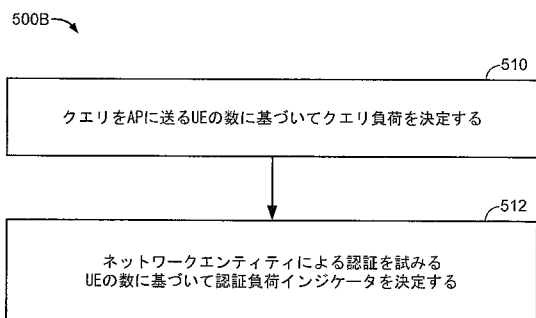 500B
510
クエリをAPに送るUEの数に基づいてクエリ負荷を決定する
512
ネットワークエンティティによる認証を試みる
UEの数に基づいて認証負荷インジケータを決定する